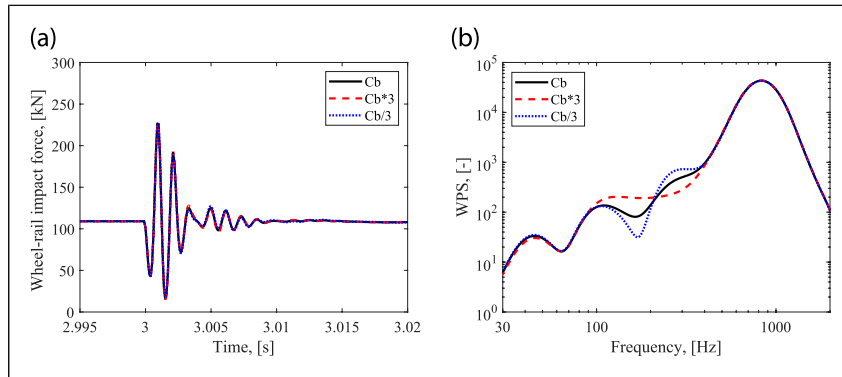 (a)
300
250
200
150
100
50
0
Wheel-rail impact force, [kN]
Cb
Cb*3
Cb/3
2.995
3
3.005
3.01
3.015
3.02
Time, [s]
(b)
10^5
10^4
10^3
10^2
10^1
10^0
WPS, [-]
Cb
Cb*3
Cb/3
30
100
1000
Frequency, [Hz]